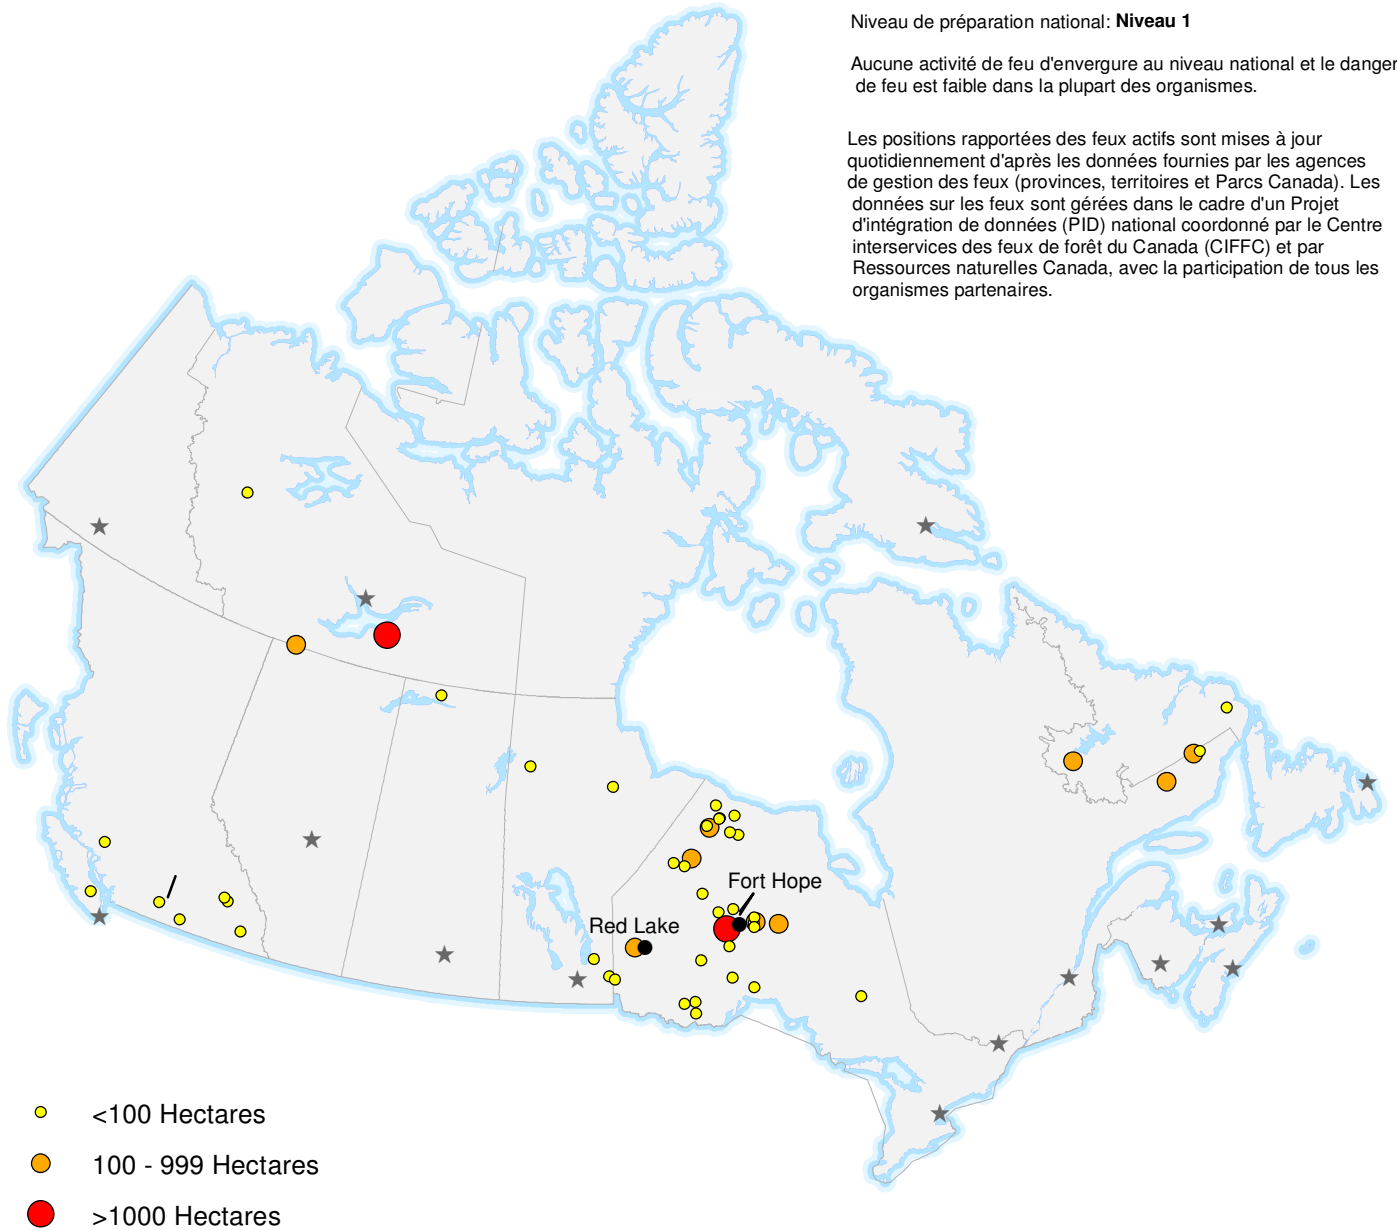 Niveau de préparation national: Niveau 1
Aucune activité de feu d'envergure au niveau national et le danger
de feu est faible dans la plupart des organismes.
Les positions rapportées des feux actifs sont mises à jour
quotidiennement d'après les données fournies par les agences
de gestion des feux (provinces, territoires et Parcs Canada). Les
données sur les feux sont gérées dans le cadre d'un Projet
d'intégration de données (PID) national coordonné par le Centre
interservices des feux de forêt du Canada (CIFFC) et par
Ressources naturelles Canada, avec la participation de tous les
organismes partenaires.
Fort Hope
Red Lake
<100 Hectares
100 - 999 Hectares
>1000 Hectares